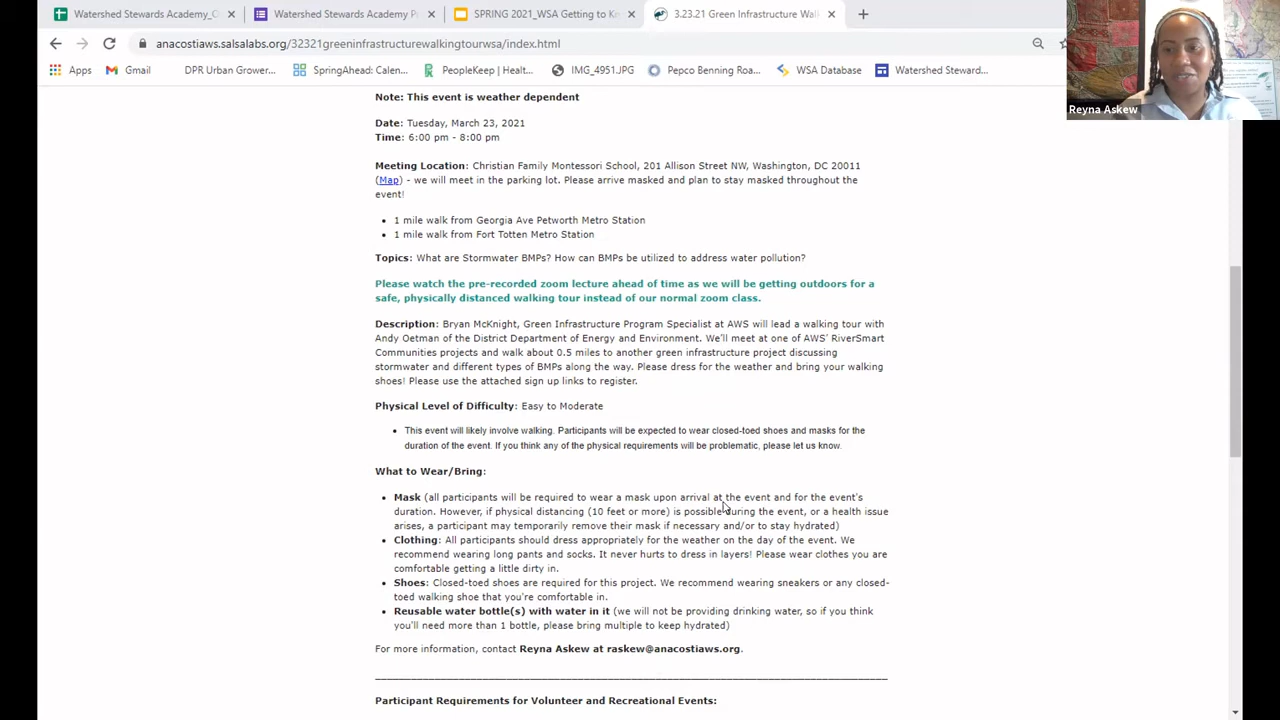 Watershed Stewards Academy_C
Watershed Stewards Academy P
SPRING 2021_WSA Getting to K
3.23.21 Green Infrastructure Walk
anacostiaws.salsalabs.org/32321greeninfrastructurewalkingtourwsa/index.html
Apps
Gmail
DPR Urban Grower...
SpringAhead - Calen...
PeopleKeep | Healt...
IMG_4951.JPG
Pepco Benning Roa...
WSA Database
Watershed Stewar...
Reyna Askew
Note: This event is weather dependent
Date: Tuesday, March 23, 2021
Time: 6:00 pm - 8:00 pm
Meeting Location: Christian Family Montessori School, 201 Allison Street NW, Washington, DC 20011
(Map) - we will meet in the parking lot. Please arrive masked and plan to stay masked throughout the
event!
1 mile walk from Georgia Ave Petworth Metro Station
1 mile walk from Fort Totten Metro Station
Topics: What are Stormwater BMPs? How can BMPs be utilized to address water pollution?
Please watch the pre-recorded zoom lecture ahead of time as we will be getting outdoors for a
safe, physically distanced walking tour instead of our normal zoom class.
Description: Bryan McKnight, Green Infrastructure Program Specialist at AWS will lead a walking tour with
Andy Oetman of the District Department of Energy and Environment. We'll meet at one of AWS' RiverSmart
Communities projects and walk about 0.5 miles to another green infrastructure project discussing
stormwater and different types of BMPs along the way. Please dress for the weather and bring your walking
shoes! Please use the attached sign up links to register.
Physical Level of Difficulty: Easy to Moderate
This event will likely involve walking. Participants will be expected to wear closed-toed shoes and masks for the
duration of the event. If you think any of the physical requirements will be problematic, please let us know.
What to Wear/Bring:
Mask (all participants will be required to wear a mask upon arrival at the event and for the event's
duration. However, if physical distancing (10 feet or more) is possible during the event, or a health issue
arises, a participant may temporarily remove their mask if necessary and/or to stay hydrated)
Clothing: All participants should dress appropriately for the weather on the day of the event. We
recommend wearing long pants and socks. It never hurts to dress in layers! Please wear clothes you are
comfortable getting a little dirty in.
Shoes: Closed-toed shoes are required for this project. We recommend wearing sneakers or any closed-
toed walking shoe that you're comfortable in.
Reusable water bottle(s) with water in it (we will not be providing drinking water, so if you think
you'll need more than 1 bottle, please bring multiple to keep hydrated)
For more information, contact Reyna Askew at raskew@anacostiaws.org.
Participant Requirements for Volunteer and Recreational Events: